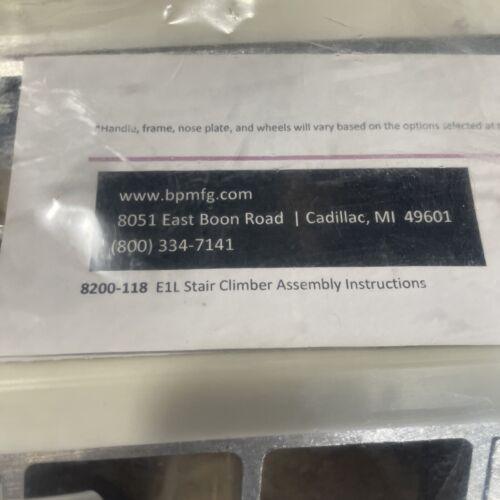 *Handle, frame, nose plate, and wheels will vary based on the options selected at
www.bpmfg.com
8051 East Boon Road | Cadillac, MI 49601
(800) 334-7141
8200-118 E1L Stair Climber Assembly Instructions